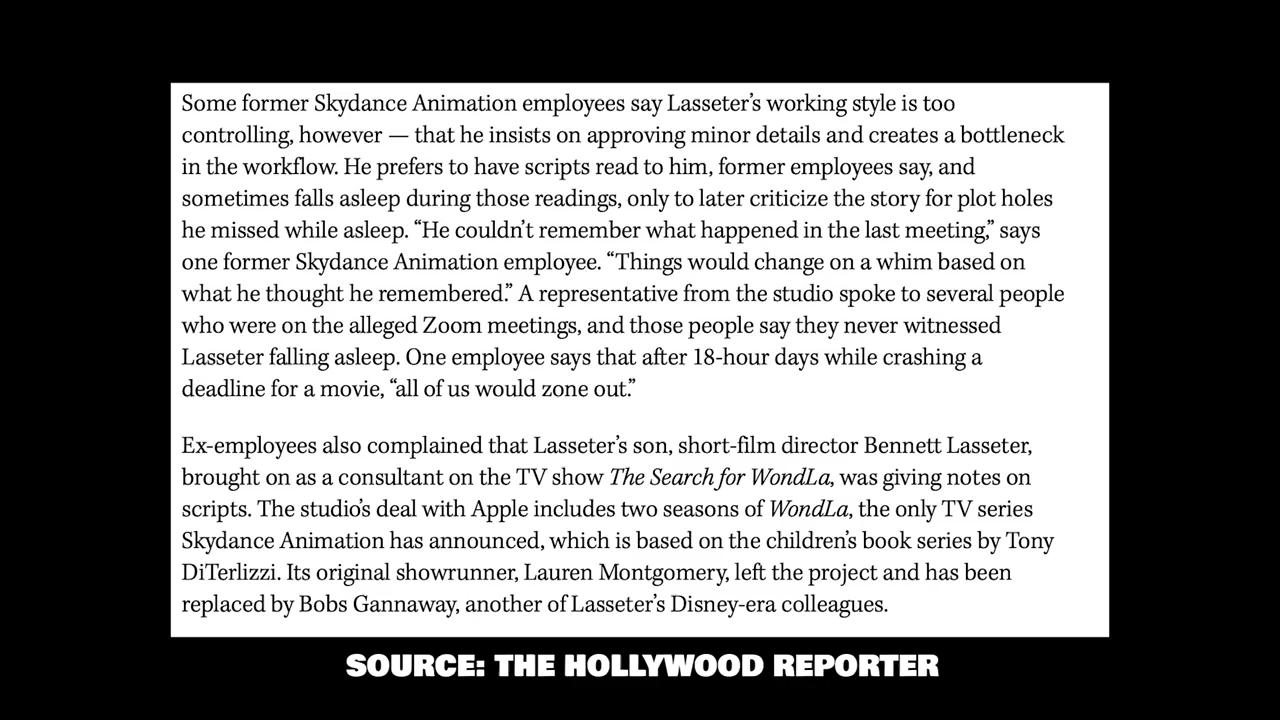 Some former Skydance Animation employees say Lasseter’s working style is too
controlling, however — that he insists on approving minor details and creates a bottleneck
in the workflow. He prefers to have scripts read to him, former employees say, and
sometimes falls asleep during those readings, only to later criticize the story for plot holes
he missed while asleep. “He couldn’t remember what happened in the last meeting,” says
one former Skydance Animation employee. “Things would change on a whim based on
what he thought he remembered.” A representative from the studio spoke to several people
who were on the alleged Zoom meetings, and those people say they never witnessed
Lasseter falling asleep. One employee says that after 18-hour days while crashing a
deadline for a movie, “all of us would zone out.”
Ex-employees also complained that Lasseter’s son, short-film director Bennett Lasseter,
brought on as a consultant on the TV show The Search for WondLa, was giving notes on
scripts. The studio’s deal with Apple includes two seasons of WondLa, the only TV series
Skydance Animation has announced, which is based on the children’s book series by Tony
DiTerlizzi. Its original showrunner, Lauren Montgomery, left the project and has been
replaced by Bobs Gannaway, another of Lasseter’s Disney-era colleagues.
SOURCE: THE HOLLYWOOD REPORTER